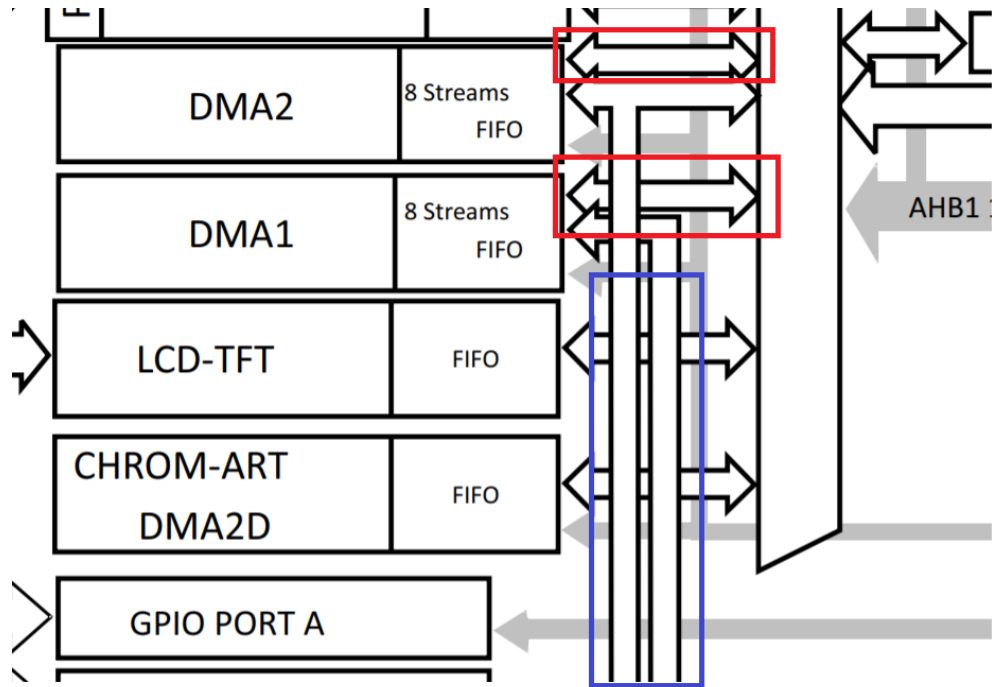 DMA2
8 Streams
FIFO
DMA1
8 Streams
FIFO
AHB1
LCD-TFT
FIFO
CHROM-ART
DMA2D
FIFO
GPIO PORT A